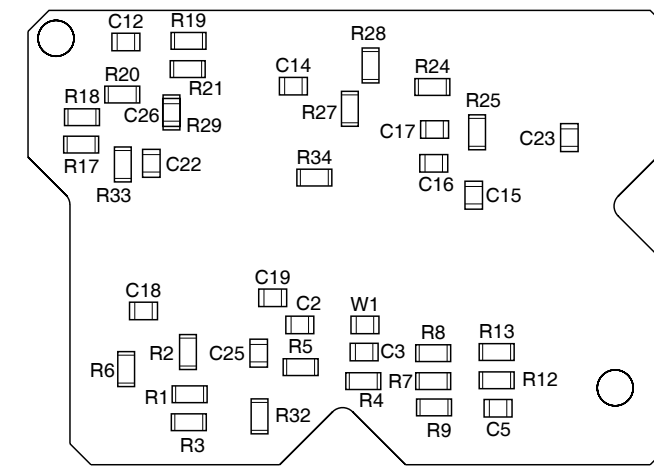 C12 R19
R28
C14 R24
R20 R21
R18 C26 R29 R27 C17 R25 C23
R17 C22 R34 C16
R33 C15
C19
C18 C2 W1
R2 C25 R5 C3 R8 R13
R6 R7 R12
R1 R4
R3 R32 R9 C5